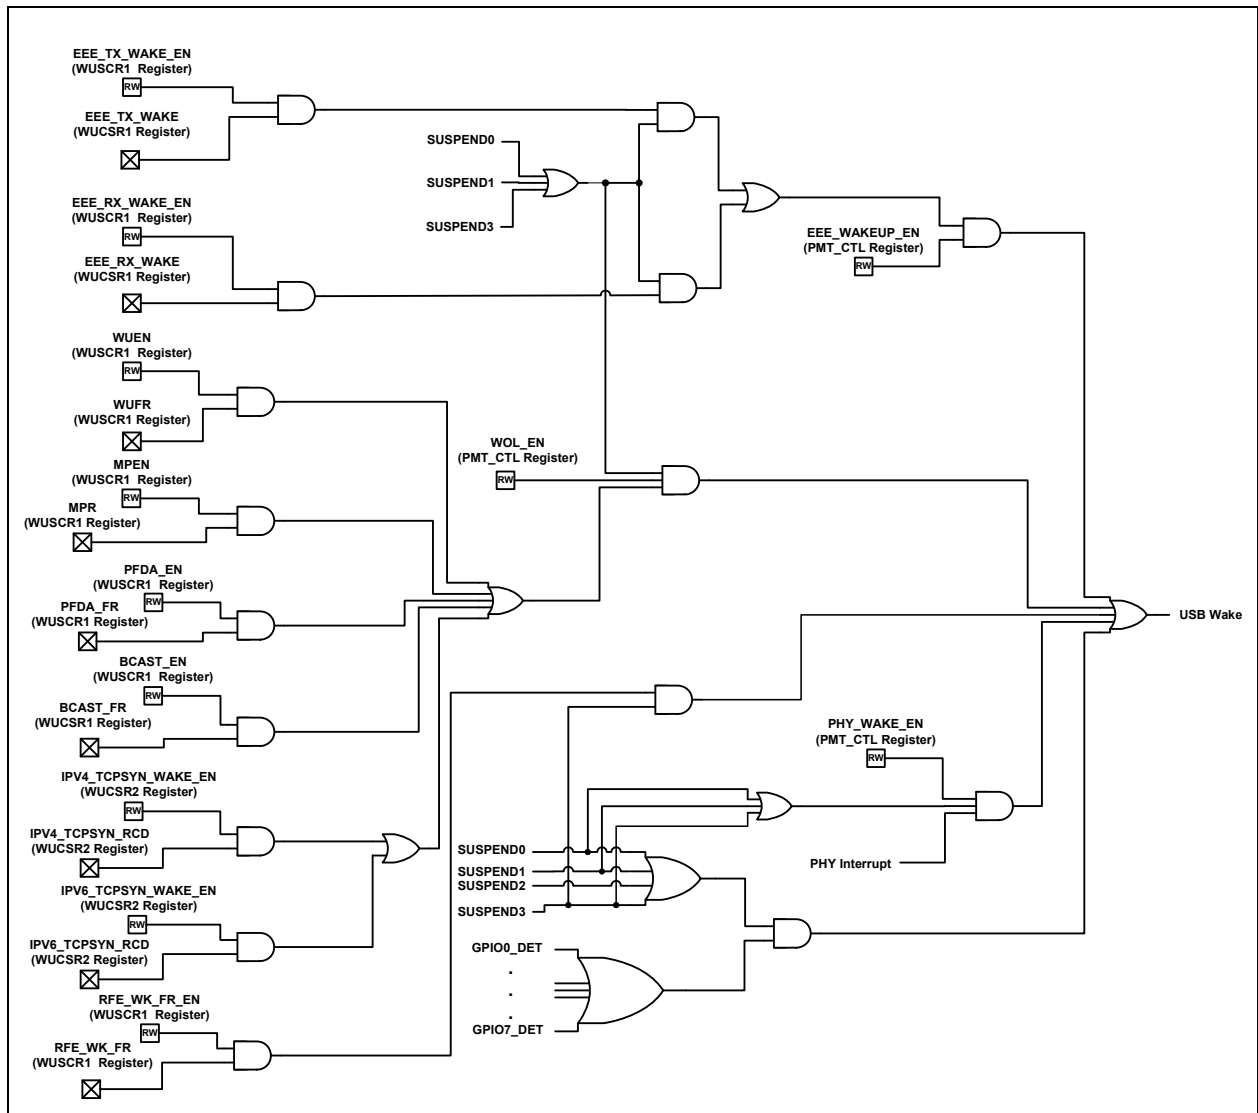 EEE_TX_WAKE_EN
(WUSCR1 Register)
RW
EEE_TX_WAKE
(WUCSR1 Register)
SUSPEND0
SUSPEND1
SUSPEND3
EEE_RX_WAKE_EN
(WUSCR1 Register)
RW
EEE_RX_WAKE
(WUCSR1 Register)
EEE_WAKEUP_EN
(PMT_CTL Register)
RW
WUEN
(WUSCR1 Register)
RW
WUFR
(WUSCR1 Register)
WOL_EN
(PMT_CTL Register)
RW
MPEN
(WUSCR1 Register)
RW
MPR
(WUSCR1 Register)
PFDA_EN
(WUSCR1 Register)
RW
PFDA_FR
(WUSCR1 Register)
USB Wake
BCAST_EN
(WUSCR1 Register)
RW
BCAST_FR
(WUCSR1 Register)
PHY_WAKE_EN
(PMT_CTL Register)
RW
IPV4_TCPSYN_WAKE_EN
(WUCSR2 Register)
RW
IPV4_TCPSYN_RCD
(WUCSR2 Register)
SUSPEND0
SUSPEND1
SUSPEND2
SUSPEND3
PHY Interrupt
IPV6_TCPSYN_WAKE_EN
(WUCSR2 Register)
RW
IPV6_TCPSYN_RCD
(WUCSR2 Register)
GPIO0_DET
.
.
.
GPIO7_DET
RFE_WK_FR_EN
(WUSCR1 Register)
RW
RFE_WK_FR
(WUSCR1 Register)